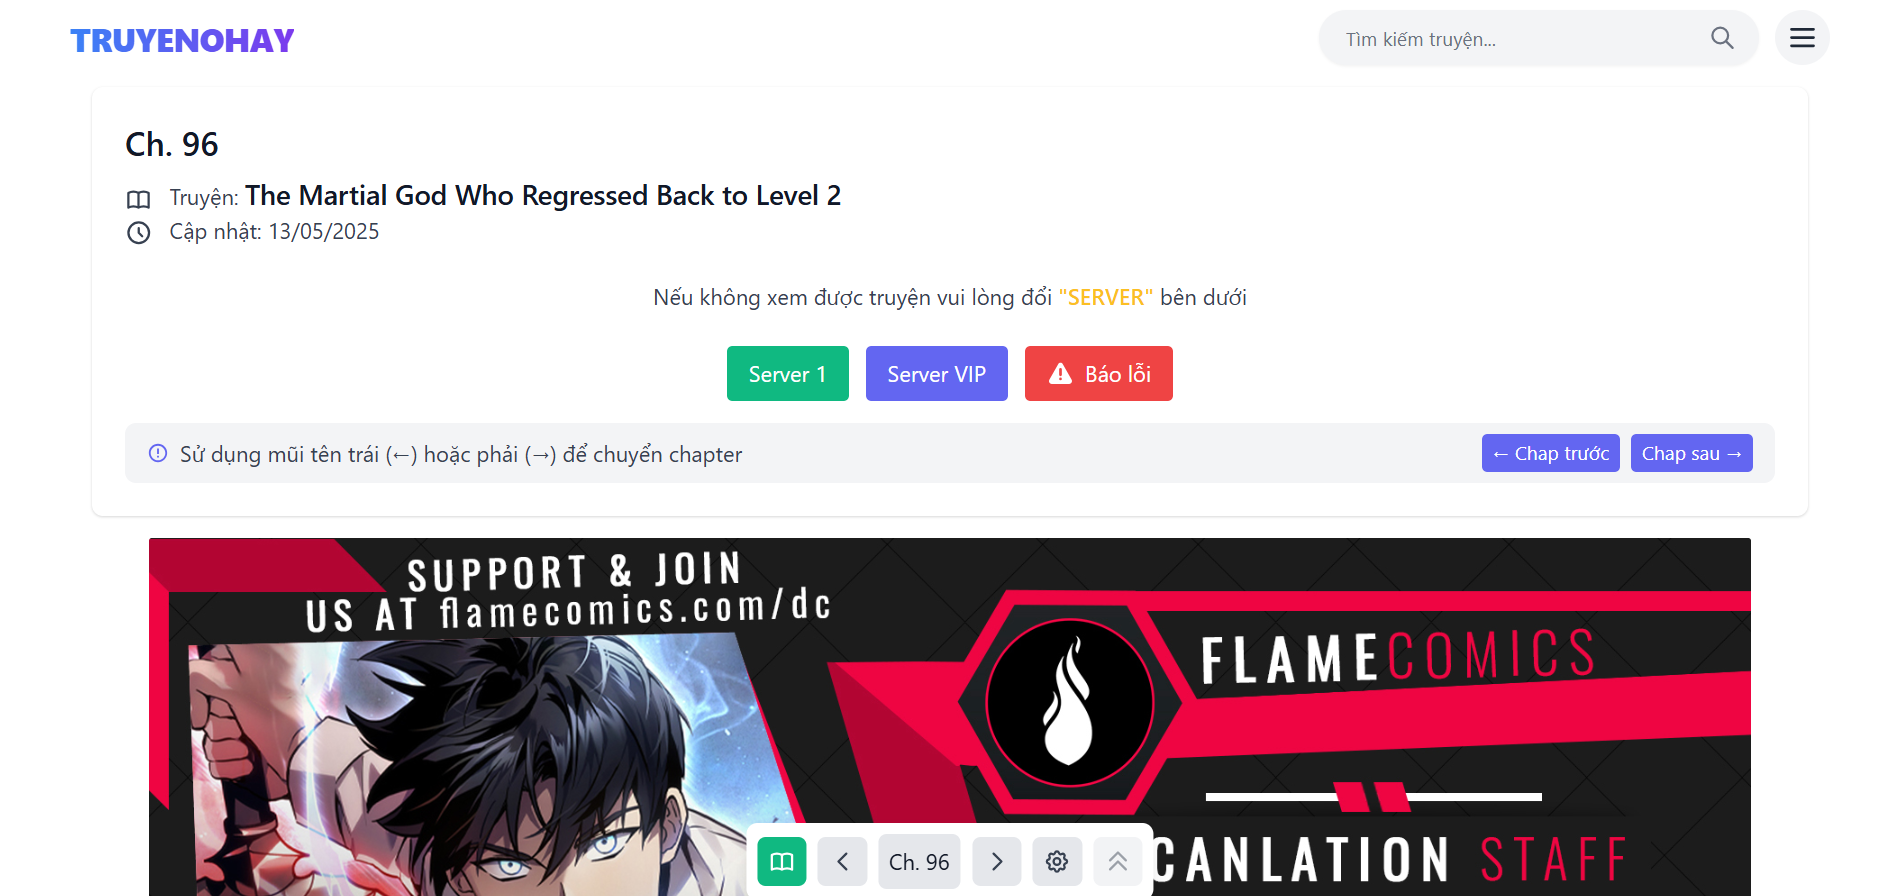 TRUYENOHAY
Tìm kiếm truyện...
Ch. 96
Truyện: The Martial God Who Regressed Back to Level 2
Cập nhật: 13/05/2025
Nếu không xem được truyện vui lòng đổi "SERVER" bên dưới
Server 1
Server VIP
Báo lỗi
Sử dụng mũi tên trái (←) hoặc phải (→) để chuyển chapter
← Chap trước
Chap sau →
SUPPORT & JOIN
US AT flamecomics.com/dc
FLAMECOMICS
CANLATION STAFF
Ch. 96